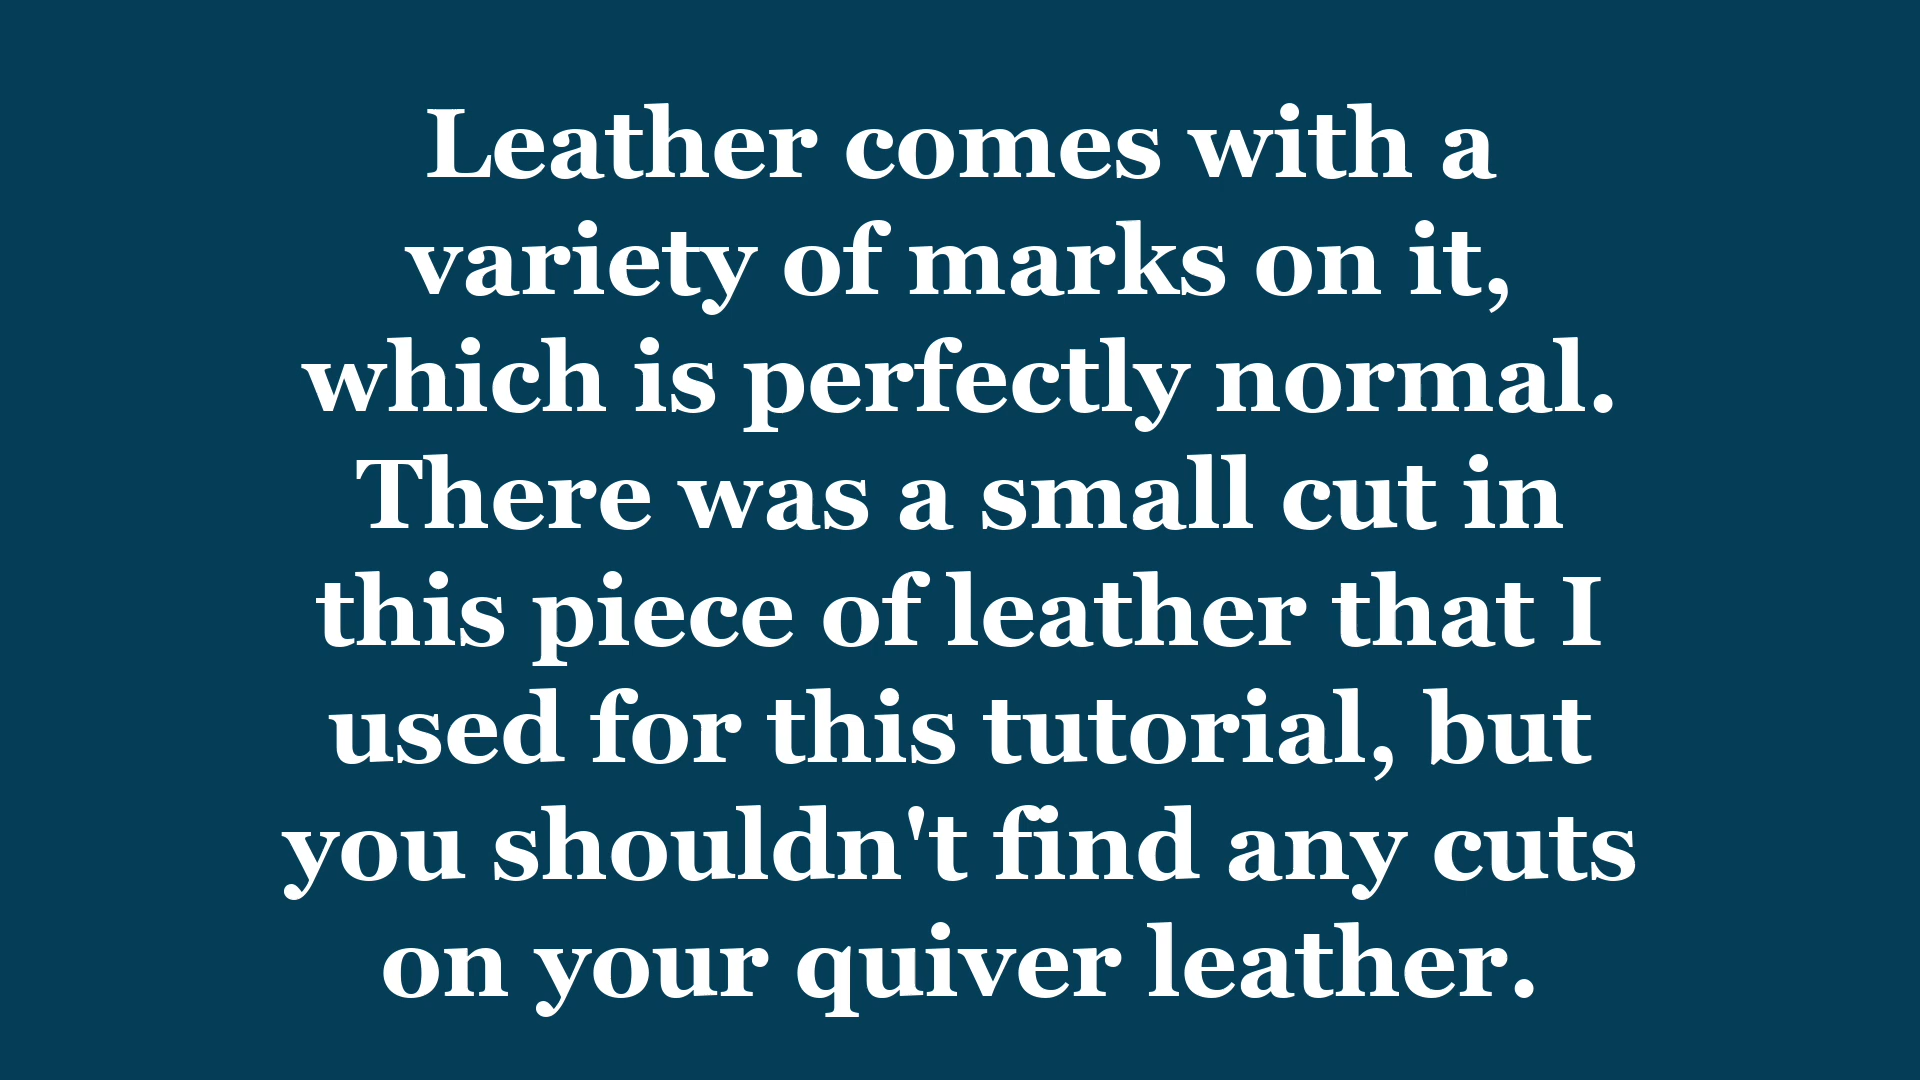 Leather comes with a
variety of marks on it,
which is perfectly normal.
There was a small cut in
this piece of leather that I
used for this tutorial, but
you shouldn't find any cuts
on your quiver leather.